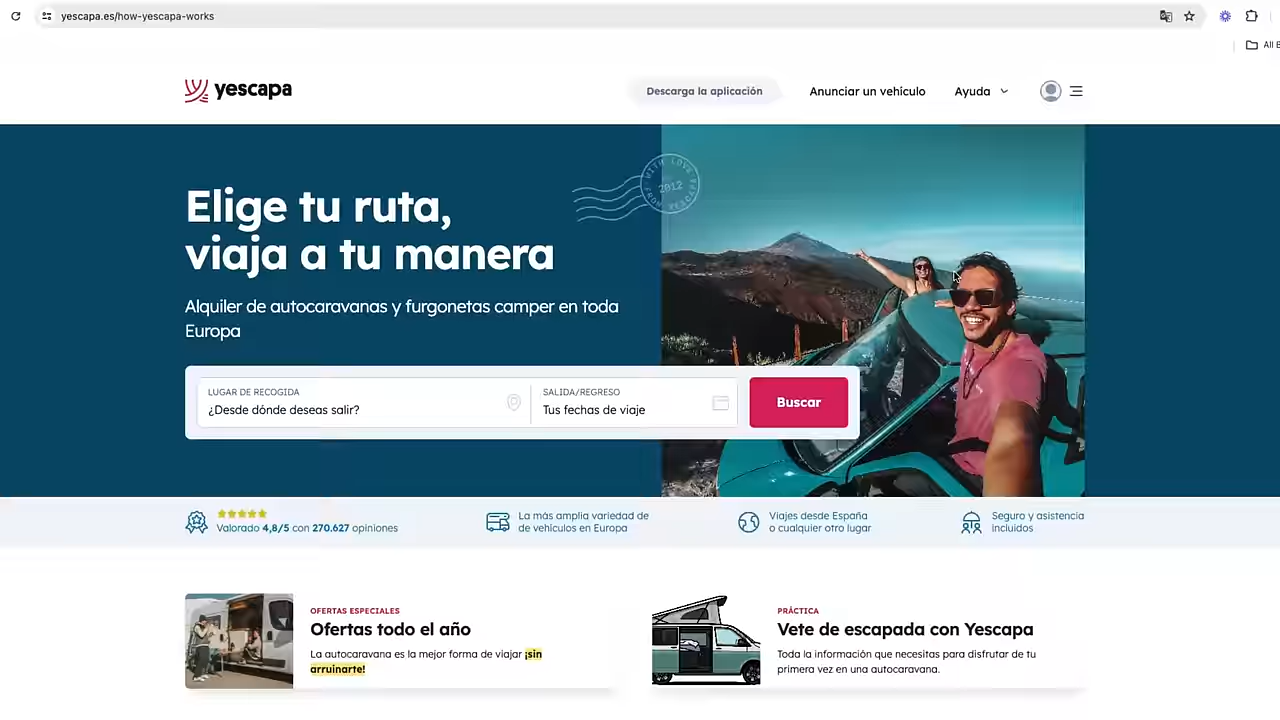 yescapa.es/how-yescapa-works
yescapa
Descarga la aplicación
Anunciar un vehículo
Ayuda
WITH LOVE
2012
FROM YESCAPA
Elige tu ruta,
viaja a tu manera
Alquiler de autocaravanas y furgonetas camper en toda
Europa
LUGAR DE RECOGIDA
¿Desde dónde deseas salir?
SALIDA/REGRESO
Tus fechas de viaje
Buscar
Valorado 4,8/5 con 270.627 opiniones
La más amplia variedad de
de vehículos en Europa
Viajes desde España
o cualquier otro lugar
Seguro y asistencia
incluidos
OFERTAS ESPECIALES
Ofertas todo el año
La autocaravana es la mejor forma de viajar ¡sin
arruinarte!
PRÁCTICA
Vete de escapada con Yescapa
Toda la información que necesitas para disfrutar de tu
primera vez en una autocaravana.